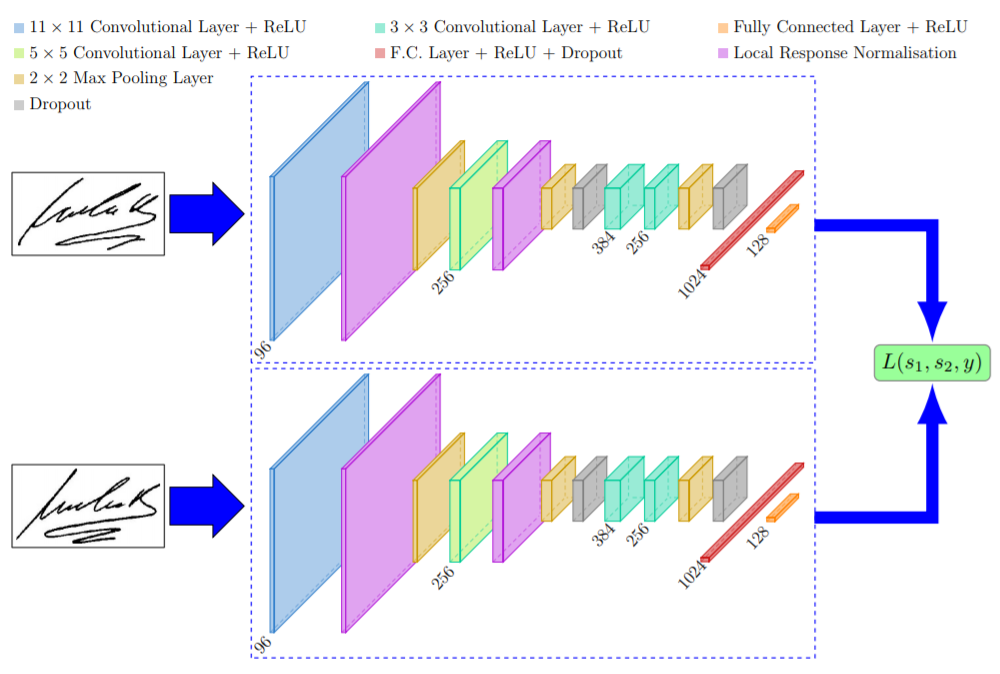 11 × 11 Convolutional Layer + ReLU
3 × 3 Convolutional Layer + ReLU
Fully Connected Layer + ReLU
5 × 5 Convolutional Layer + ReLU
F.C. Layer + ReLU + Dropout
Local Response Normalisation
2 × 2 Max Pooling Layer
Dropout
96
256
384
256
1024
128
L(s₁, s₂, y)
96
256
384
256
1024
128